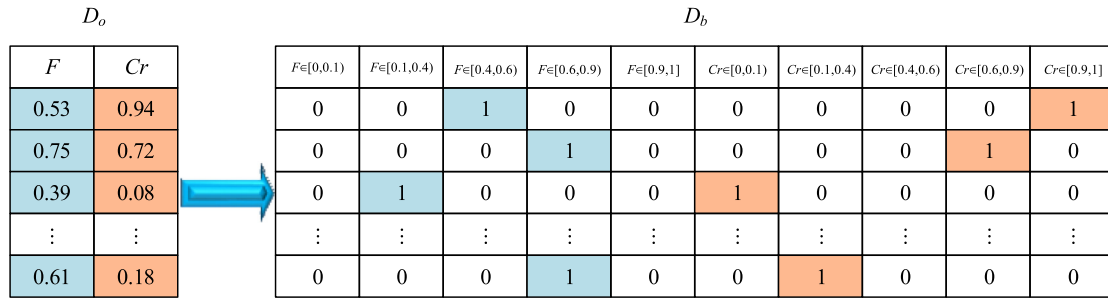 D_o D_b
F Cr F∈[0,0.1) F∈[0.1,0.4) F∈[0.4,0.6) F∈[0.6,0.9) F∈[0.9,1] Cr∈[0,0.1) Cr∈[0.1,0.4) Cr∈[0.4,0.6) Cr∈[0.6,0.9) Cr∈[0.9,1]
0.53 0.94 0 0 1 0 0 0 0 0 0 1
0.75 0.72 0 0 0 1 0 0 0 0 1 0
0.39 0.08 0 1 0 0 0 1 0 0 0 0
⋮ ⋮ ⋮ ⋮ ⋮ ⋮ ⋮ ⋮ ⋮ ⋮ ⋮ ⋮
0.61 0.18 0 0 0 1 0 0 1 0 0 0